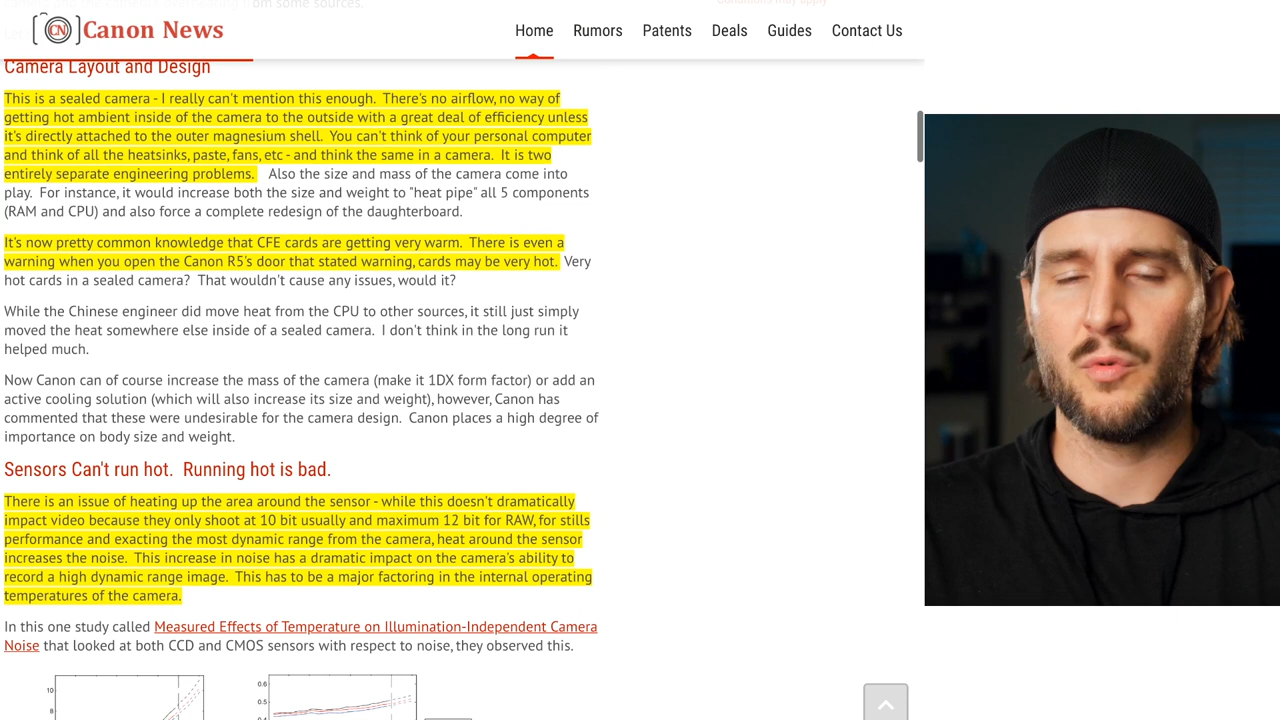 camera and the cameras overheating from some sources.
Conditions may apply
CN
Canon News
Home
Rumors
Patents
Deals
Guides
Contact Us
Camera Layout and Design
This is a sealed camera - I really can't mention this enough.  There's no airflow, no way of
getting hot ambient inside of the camera to the outside with a great deal of efficiency unless
it's directly attached to the outer magnesium shell.  You can't think of your personal computer
and think of all the heatsinks, paste, fans, etc - and think the same in a camera.  It is two
entirely separate engineering problems.   Also the size and mass of the camera come into
play.  For instance, it would increase both the size and weight to "heat pipe" all 5 components
(RAM and CPU) and also force a complete redesign of the daughterboard.
It's now pretty common knowledge that CFE cards are getting very warm.  There is even a
warning when you open the Canon R5's door that stated warning, cards may be very hot.  Very
hot cards in a sealed camera?  That wouldn't cause any issues, would it?
While the Chinese engineer did move heat from the CPU to other sources, it still just simply
moved the heat somewhere else inside of a sealed camera.  I don't think in the long run it
helped much.
Now Canon can of course increase the mass of the camera (make it 1DX form factor) or add an
active cooling solution (which will also increase its size and weight), however, Canon has
commented that these were undesirable for the camera design.  Canon places a high degree of
importance on body size and weight.
Sensors Can't run hot.  Running hot is bad.
There is an issue of heating up the area around the sensor - while this doesn't dramatically
impact video because they only shoot at 10 bit usually and maximum 12 bit for RAW, for stills
performance and exacting the most dynamic range from the camera, heat around the sensor
increases the noise.  This increase in noise has a dramatic impact on the camera's ability to
record a high dynamic range image.  This has to be a major factoring in the internal operating
temperatures of the camera.
In this one study called Measured Effects of Temperature on Illumination-Independent Camera
Noise that looked at both CCD and CMOS sensors with respect to noise, they observed this.
10
8
0.6
0.5